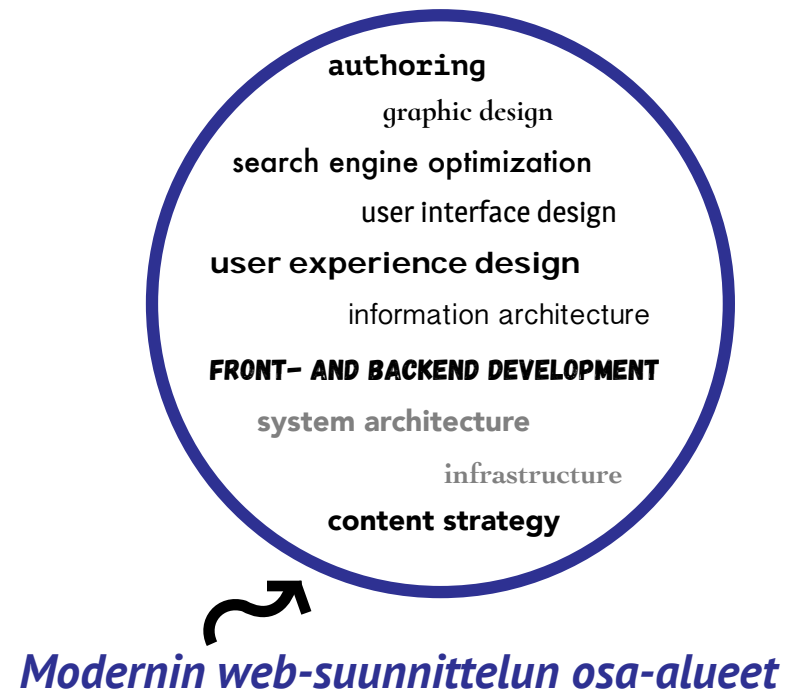 authoring
graphic design
search engine optimization
user interface design
user experience design
information architecture
FRONT- AND BACKEND DEVELOPMENT
system architecture
infrastructure
content strategy
Modernin web-suunnittelun osa-alueet